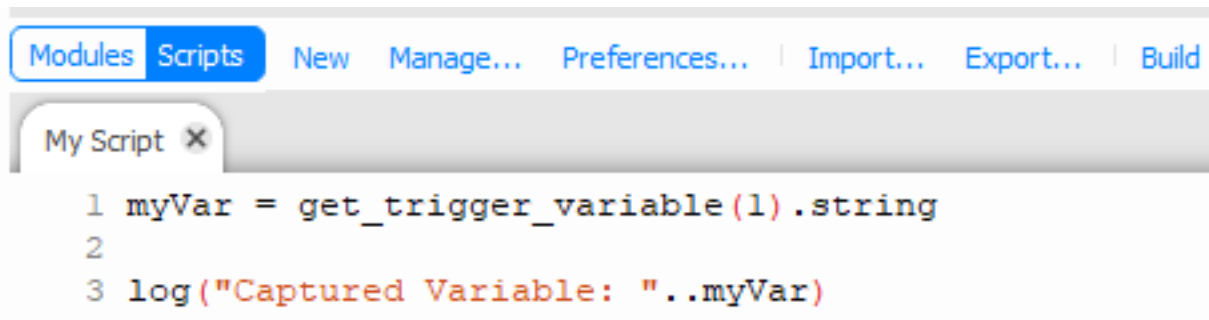 Modules Scripts New Manage... Preferences... Import... Export... Build
My Script
1 myVar = get_trigger_variable(1).string
2
3 log("Captured Variable: "..myVar)